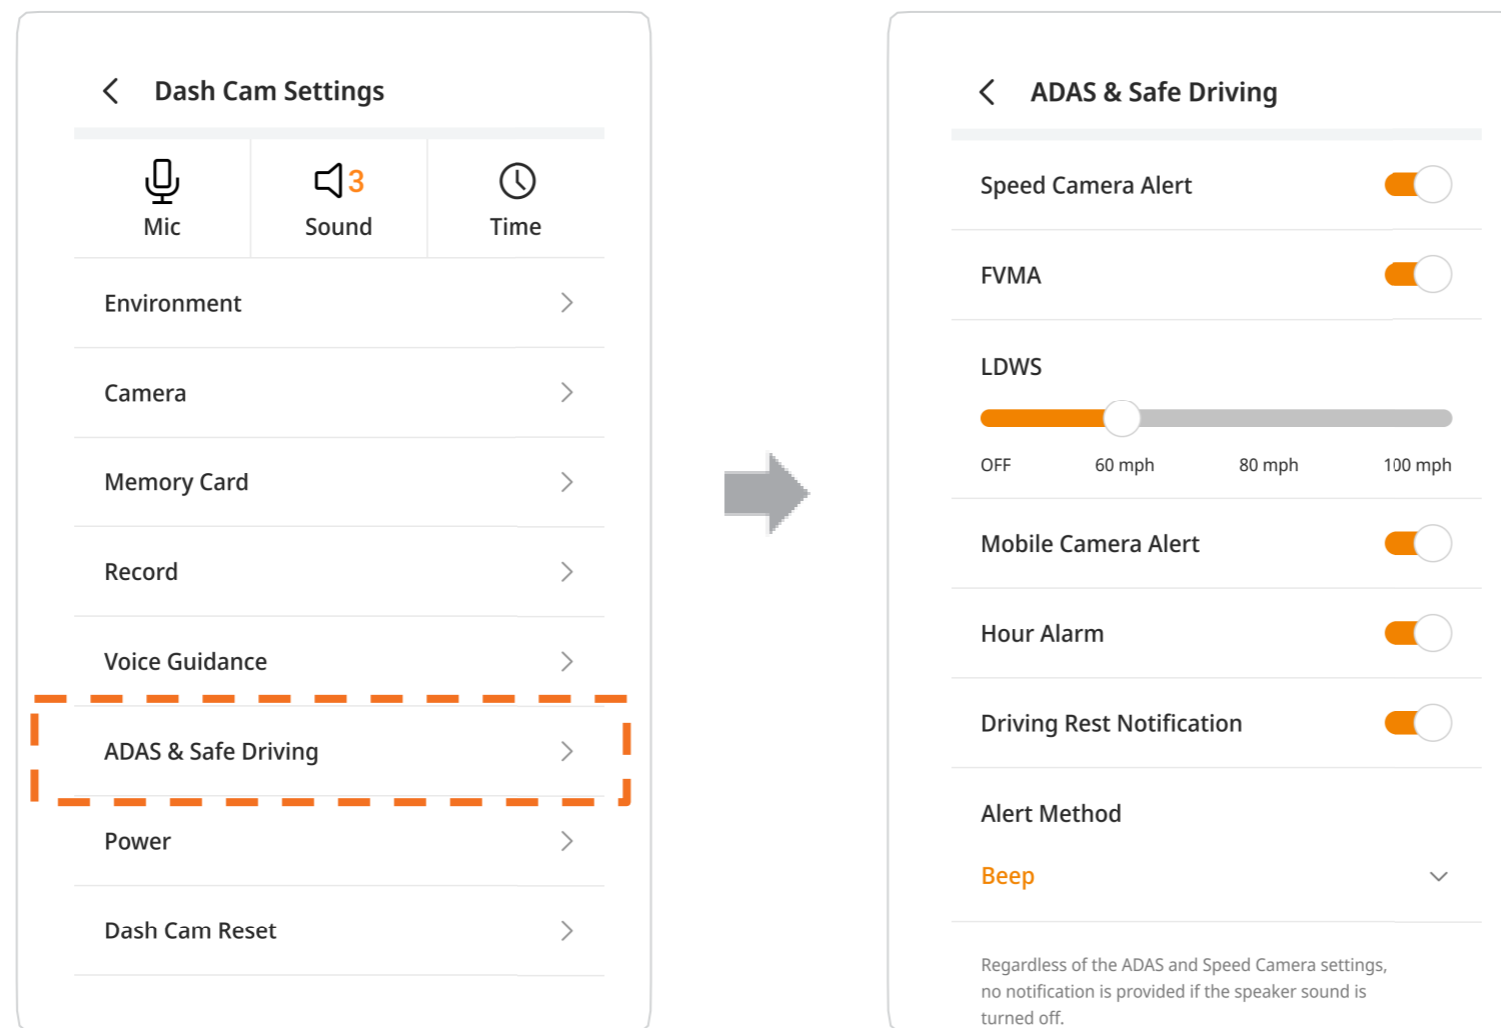 Dash Cam Settings
3
Mic
Sound
Time
Environment
Camera
Memory Card
Record
Voice Guidance
ADAS & Safe Driving
Power
Dash Cam Reset
ADAS & Safe Driving
Speed Camera Alert
FVMA
LDWS
OFF 60 mph 80 mph 100 mph
Mobile Camera Alert
Hour Alarm
Driving Rest Notification
Alert Method
Beep
Regardless of the ADAS and Speed Camera settings,
no notification is provided if the speaker sound is
turned off.